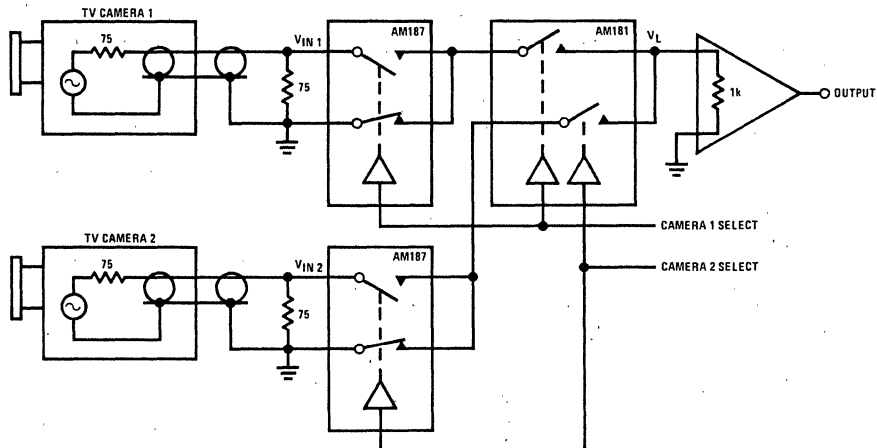 TV CAMERA 1
75
V_IN 1
75
AM187
AM181
V_L
1k
OUTPUT
CAMERA 1 SELECT
CAMERA 2 SELECT
TV CAMERA 2
75
V_IN 2
75
AM187